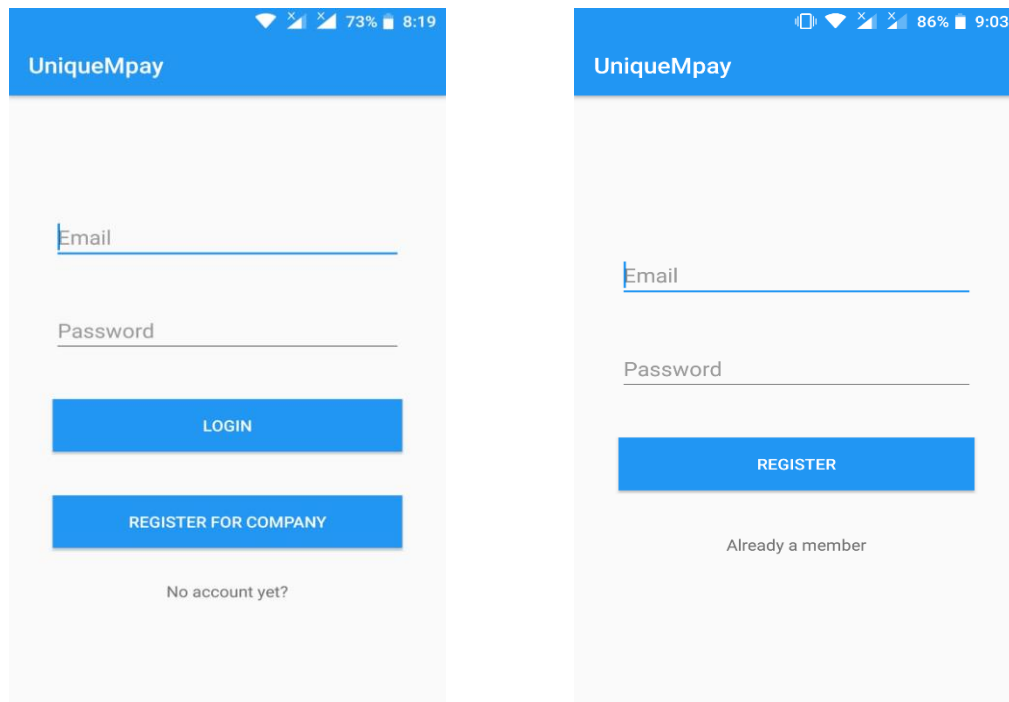 73% 8:19
UniqueMpay
Email
Password
LOGIN
REGISTER FOR COMPANY
No account yet?
86% 9:03
UniqueMpay
Email
Password
REGISTER
Already a member